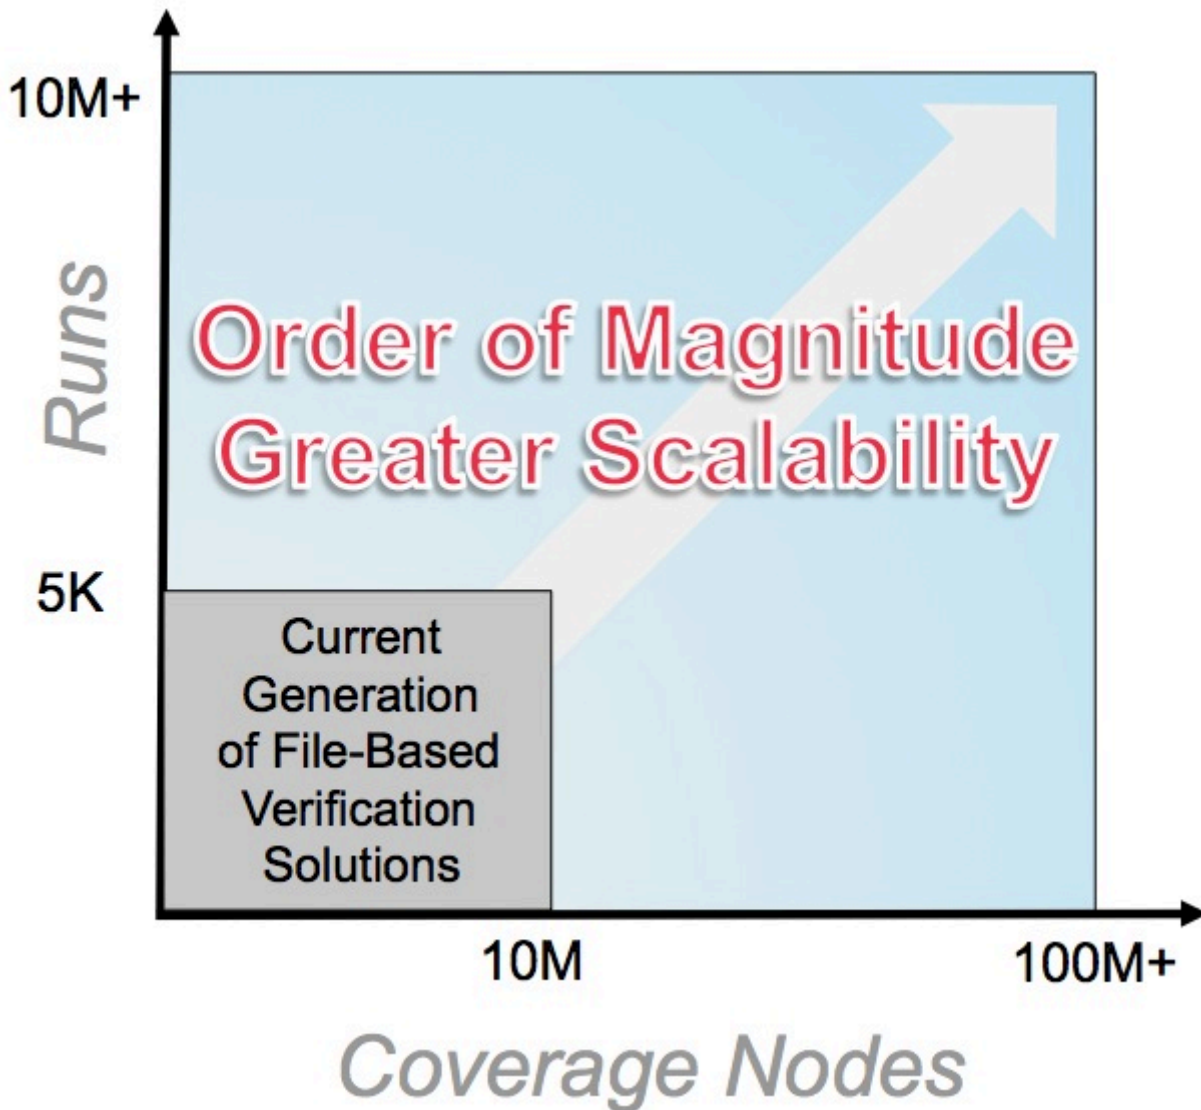 10M+
Runs
Order of Magnitude
Greater Scalability
5K
Current
Generation
of File-Based
Verification
Solutions
10M
100M+
Coverage Nodes